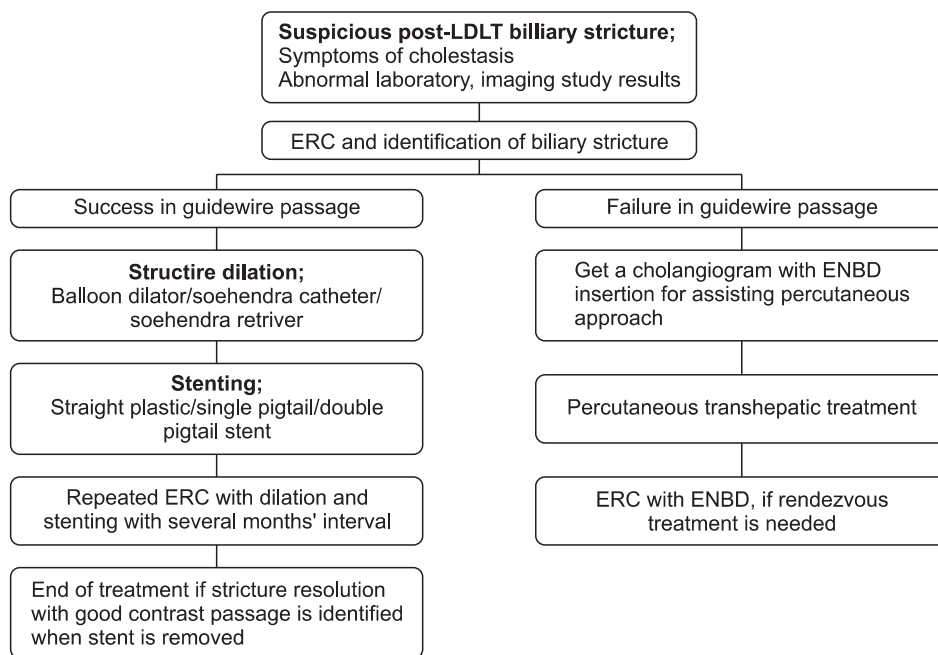 Suspicious post-LDLT billiary stricture;
Symptoms of cholestasis
Abnormal laboratory, imaging study results
ERC and identification of biliary stricture
Success in guidewire passage
Structire dilation;
Balloon dilator/soehendra catheter/
soehendra retriver
Stenting;
Straight plastic/single pigtail/double
pigtail stent
Repeated ERC with dilation and
stenting with several months' interval
End of treatment if stricture resolution
with good contrast passage is identified
when stent is removed
Failure in guidewire passage
Get a cholangiogram with ENBD
insertion for assisting percutaneous
approach
Percutaneous transhepatic treatment
ERC with ENBD, if rendezvous
treatment is needed